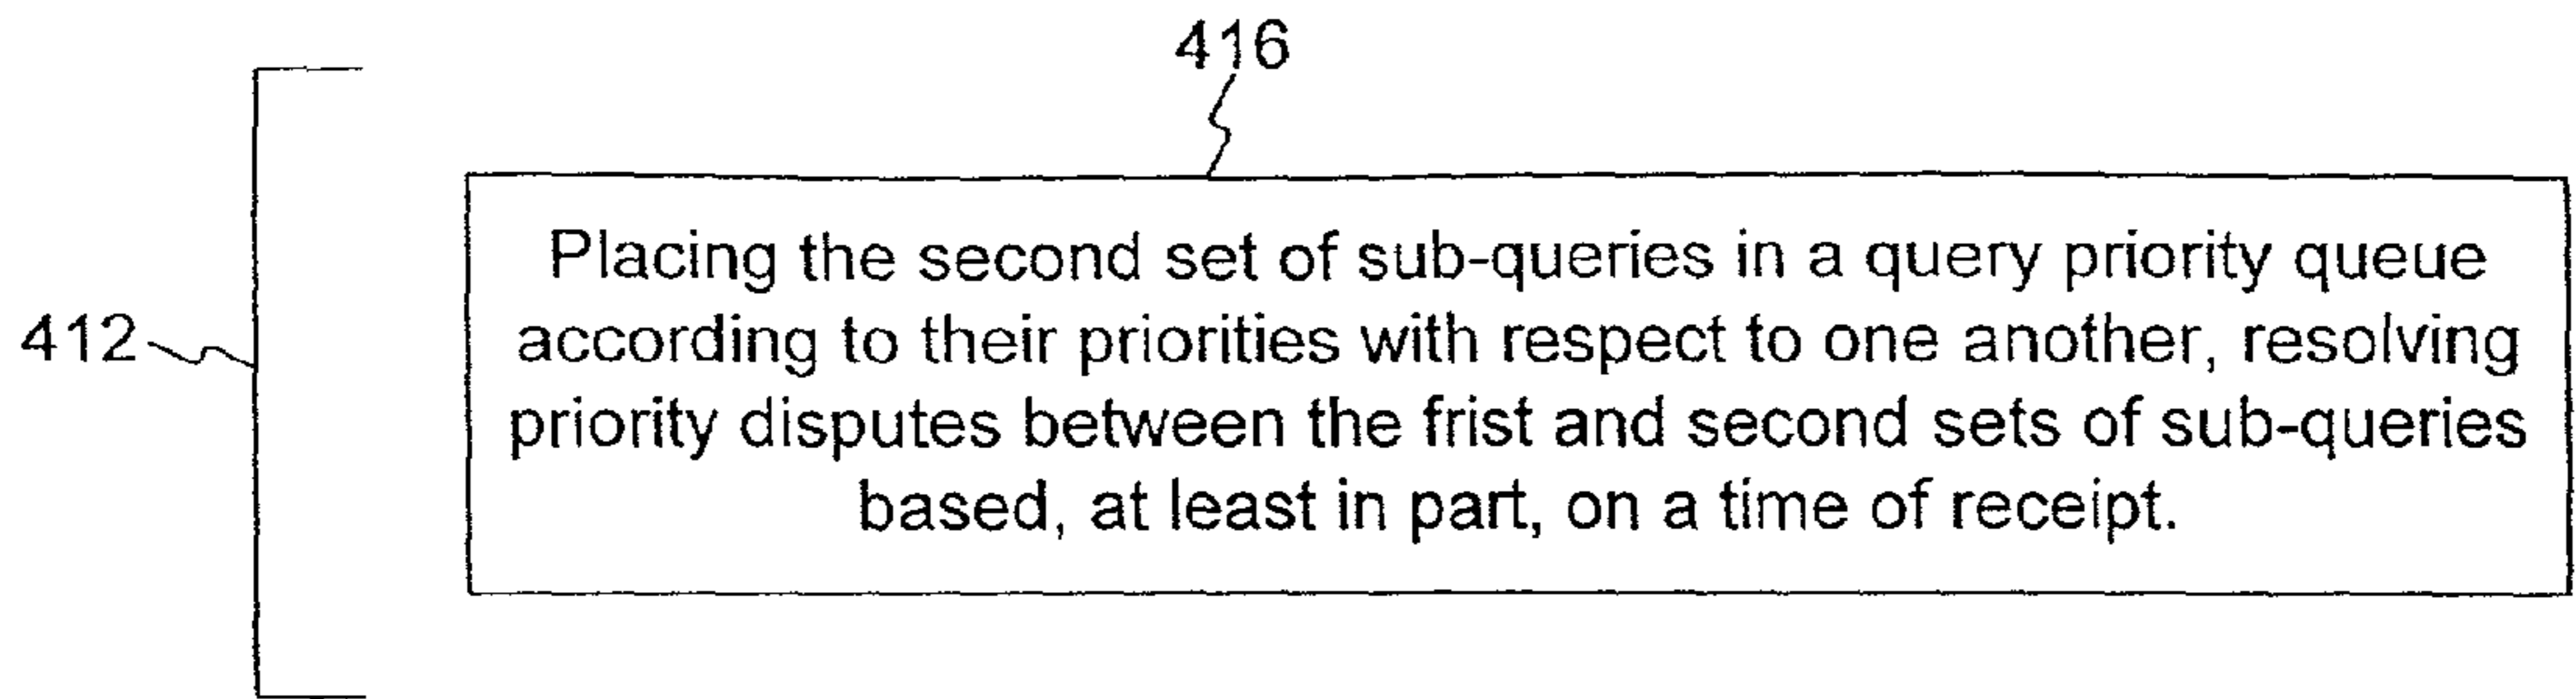 416
Placing the second set of sub-queries in a query priority queue
according to their priorities with respect to one another, resolving
412
priority disputes between the frist and second sets of sub-queries
based, at least in part, on a time of receipt.